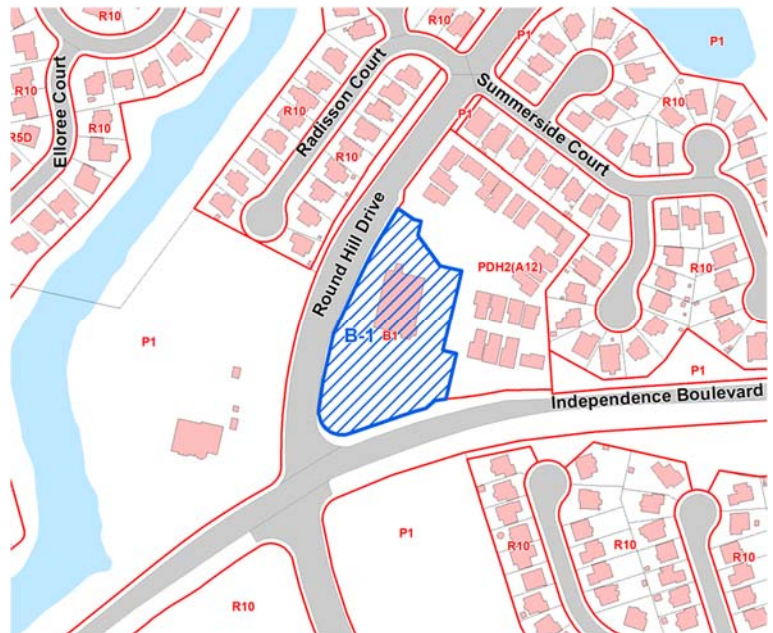 R10
P1
P1
Elloree Court
R10
R10
Radisson Court
R10
R10
P1
Summerside Court
R10
R5D
Round Hill Drive
PDH2(A12)
R10
B-1
B1
P1
P1
Independence Boulevard
P1
R10
R10
R10
R10